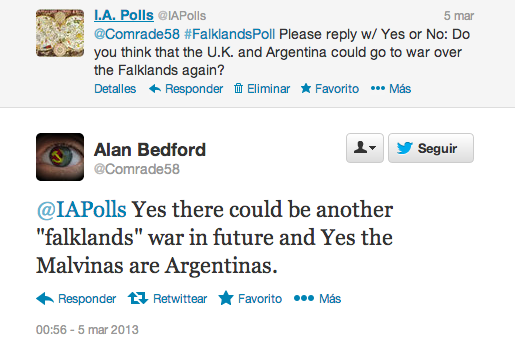 I.A. Polls @IAPolls 5 mar
@Comrade58 #FalklandsPoll Please reply w/ Yes or No: Do
you think that the U.K. and Argentina could go to war over
the Falklands again?
Detalles Responder Eliminar Favorito Más
Alan Bedford
@Comrade58
Seguir
@IAPolls Yes there could be another
"falklands" war in future and Yes the
Malvinas are Argentinas.
Responder Retwittear Favorito Más
00:56 - 5 mar 2013